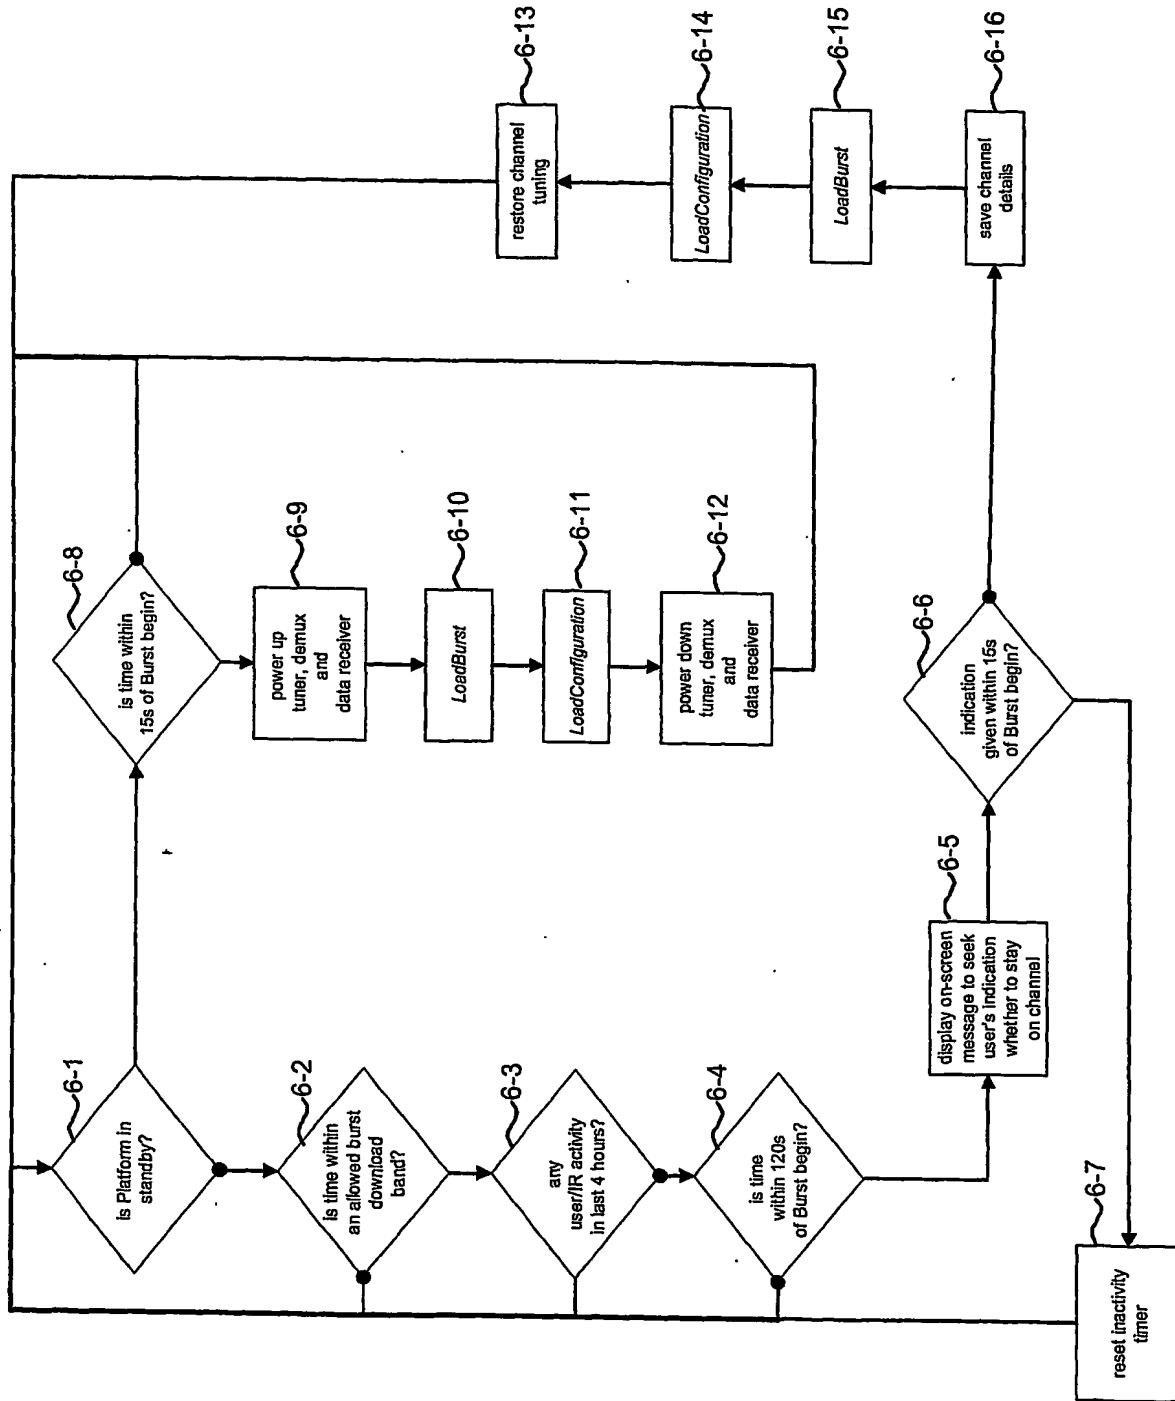 6-1
is Platform in
standby?
6-2
is time within
an allowed burst
download
band?
6-3
any
user/IR activity
in last 4 hours?
6-4
is time
within 120s
of Burst begin?
6-5
display on-screen
message to seek
user's indication
whether to stay
on channel
6-6
indication
given within 15s
of Burst begin?
6-7
reset inactivity
timer
6-8
is time within
15s of Burst begin?
6-9
power up
tuner, demux
and
data receiver
6-10
LoadBurst
6-11
LoadConfiguration
6-12
power down
tuner, demux
and
data receiver
6-13
restore channel
tuning
6-14
LoadConfiguration
6-15
LoadBurst
6-16
save channel
details